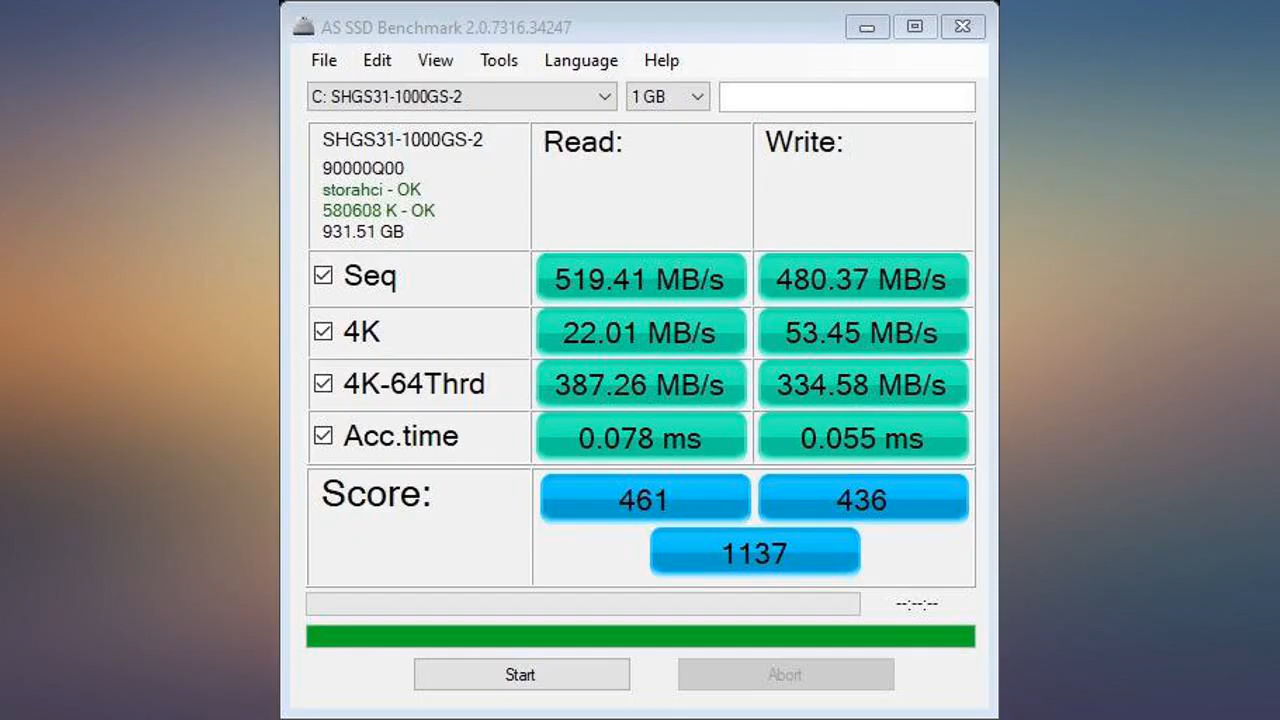 AS SSD Benchmark 2.0.7316.34247
File Edit View Tools Language Help
C: SHGS31-1000GS-2 1 GB
SHGS31-1000GS-2 Read: Write:
90000Q00
storahci - OK
580608 K - OK
931.51 GB
Seq 519.41 MB/s 480.37 MB/s
4K 22.01 MB/s 53.45 MB/s
4K-64Thrd 387.26 MB/s 334.58 MB/s
Acc.time 0.078 ms 0.055 ms
Score: 461 436
1137
--:--:--
Start Abort